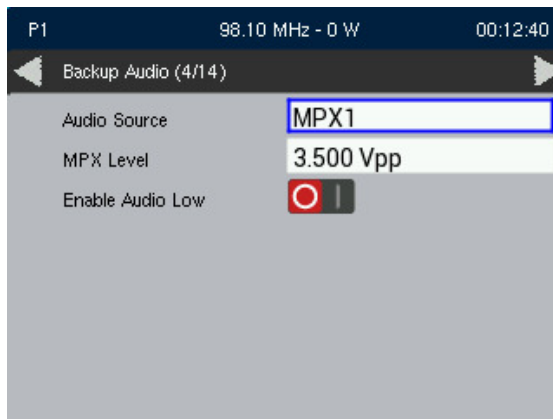 P1 98.10 MHz - 0 W 00:12:40
Backup Audio (4/14)
Audio Source MPX1
MPX Level 3.500 Vpp
Enable Audio Low